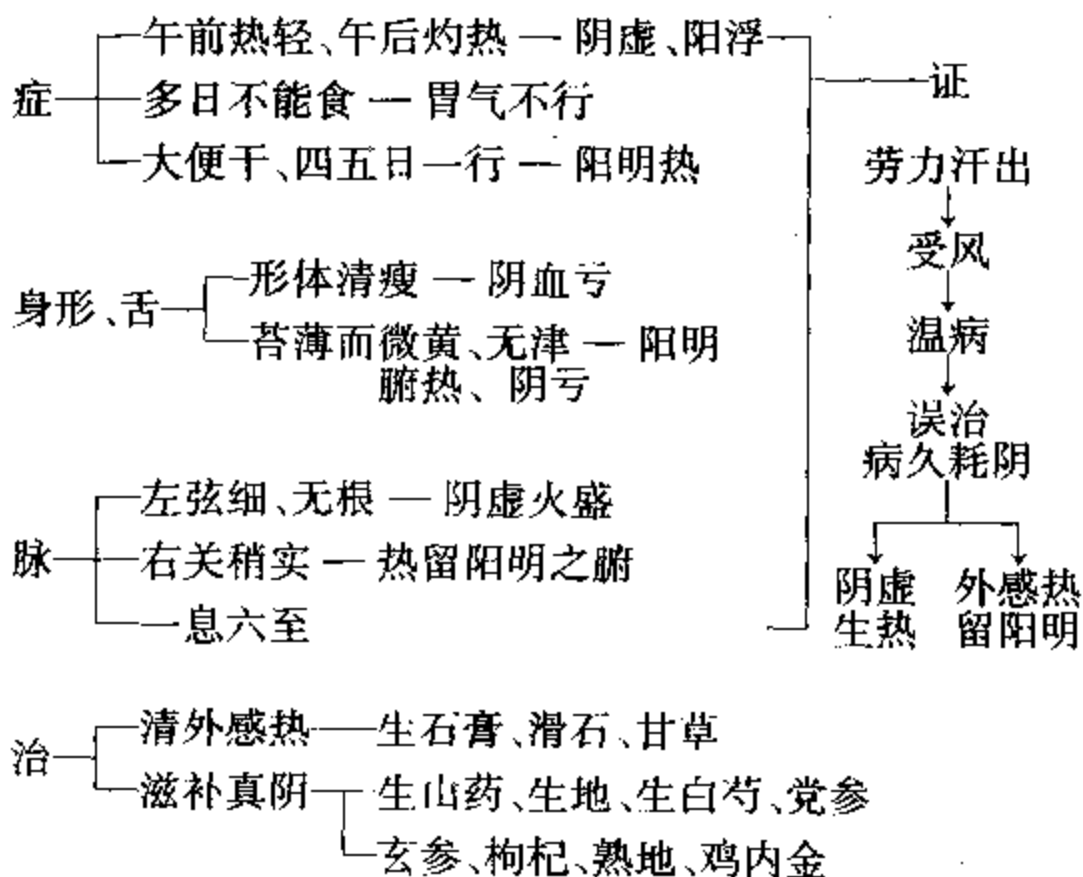 午前热轻、午后灼热 — 阴虚、阳浮
症 多日不能食 — 胃气不行
大便干、四五日一行 — 阳明热
身形、舌 形体清瘦 — 阴血亏
苔薄而微黄、无津 — 阳明
腑热、阴亏
左弦细、无根 — 阴虚火盛
脉 右关稍实 — 热留阳明之腑
一息六至
证
劳力汗出
受风
温病
误治
病久耗阴
阴虚 外感热
生热 留阳明
治 清外感热 生石膏、滑石、甘草
滋补真阴 生山药、生地、生白芍、党参
玄参、枸杞、熟地、鸡内金